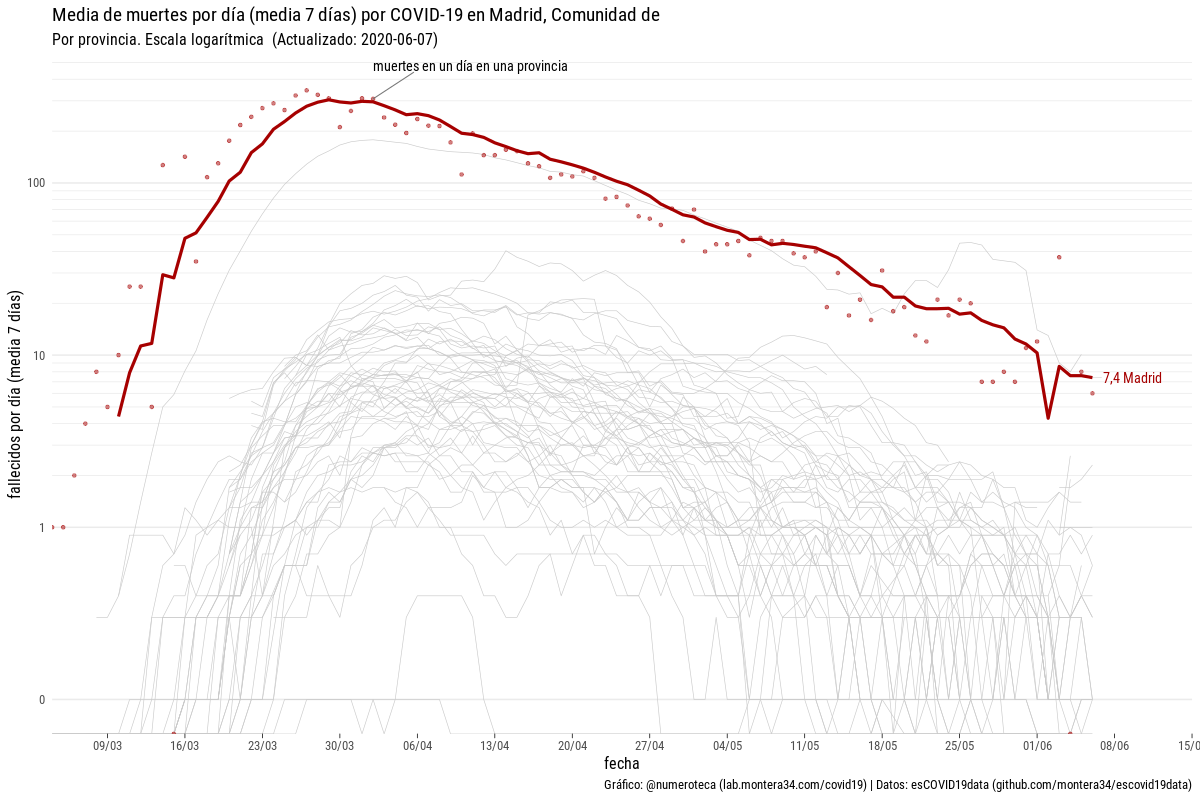 Media de muertes por día (media 7 días) por COVID-19 en Madrid, Comunidad de
Por provincia. Escala logarítmica (Actualizado: 2020-06-07)
muertes en un día en una provincia
100
10
1
0
fallecidos por día (media 7 días)
7,4 Madrid
09/03
16/03
23/03
30/03
06/04
13/04
20/04
27/04
04/05
11/05
18/05
25/05
01/06
08/06
15/0
fecha
Gráfico: @numeroteca (lab.montera34.com/covid19) | Datos: esCOVID19data (github.com/montera34/escovid19data)